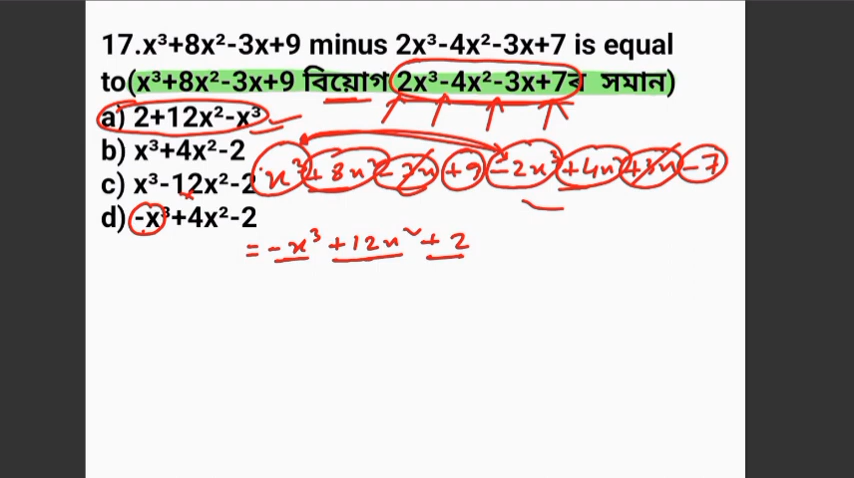 17.x³+8x²-3x+9 minus 2x³-4x²-3x+7 is equal
to(x³+8x²-3x+9 বিয়োগ 2x³-4x²-3x+7ৰ সমান)
a) 2+12x²-x³
b) x³+4x²-2
c) x³-12x²-2
x³+8x²-3x+9-2x³+4x²+3x-7
d) -x³+4x²-2
=-x³+12x²+2